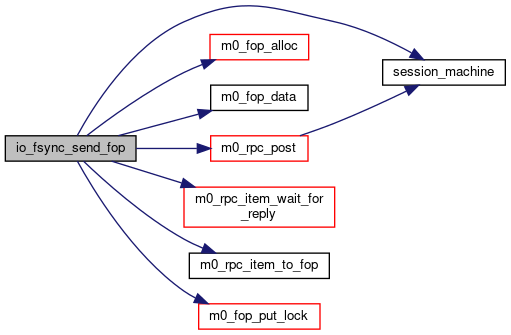 m0_fop_alloc
session_machine
m0_fop_data
io_fsync_send_fop
m0_rpc_post
m0_rpc_item_wait_for
_reply
m0_rpc_item_to_fop
m0_fop_put_lock